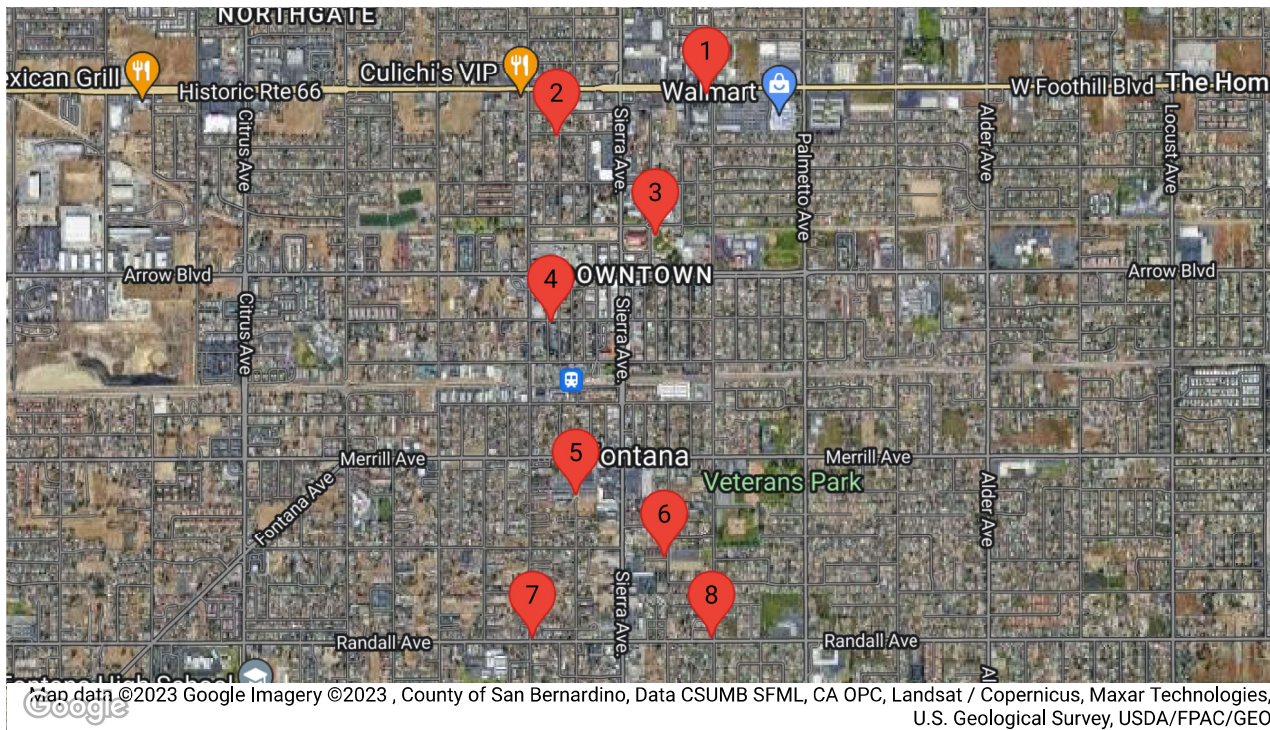 NORTHGATE
1
exican Grill
Culichi's VIP
Historic Rte 66
2
Walmart
W Foothill Blvd
The Hom
Citrus Ave
Sierra Ave.
Palmetto Ave
Alder Ave
Locust Ave
3
Arrow Blvd
4
OWNTOWN
Arrow Blvd
Citrus Ave
Sierra Ave.
5
Merrill Ave
ontana
Merrill Ave
Fontana Ave
Veterans Park
Alder Ave
6
7
Sierra Ave.
8
Randall Ave
Randall Ave
Fontana High School
Al
Google
Map data ©2023 Google Imagery ©2023 , County of San Bernardino, Data CSUMB SFML, CA OPC, Landsat / Copernicus, Maxar Technologies,
U.S. Geological Survey, USDA/FPAC/GEO